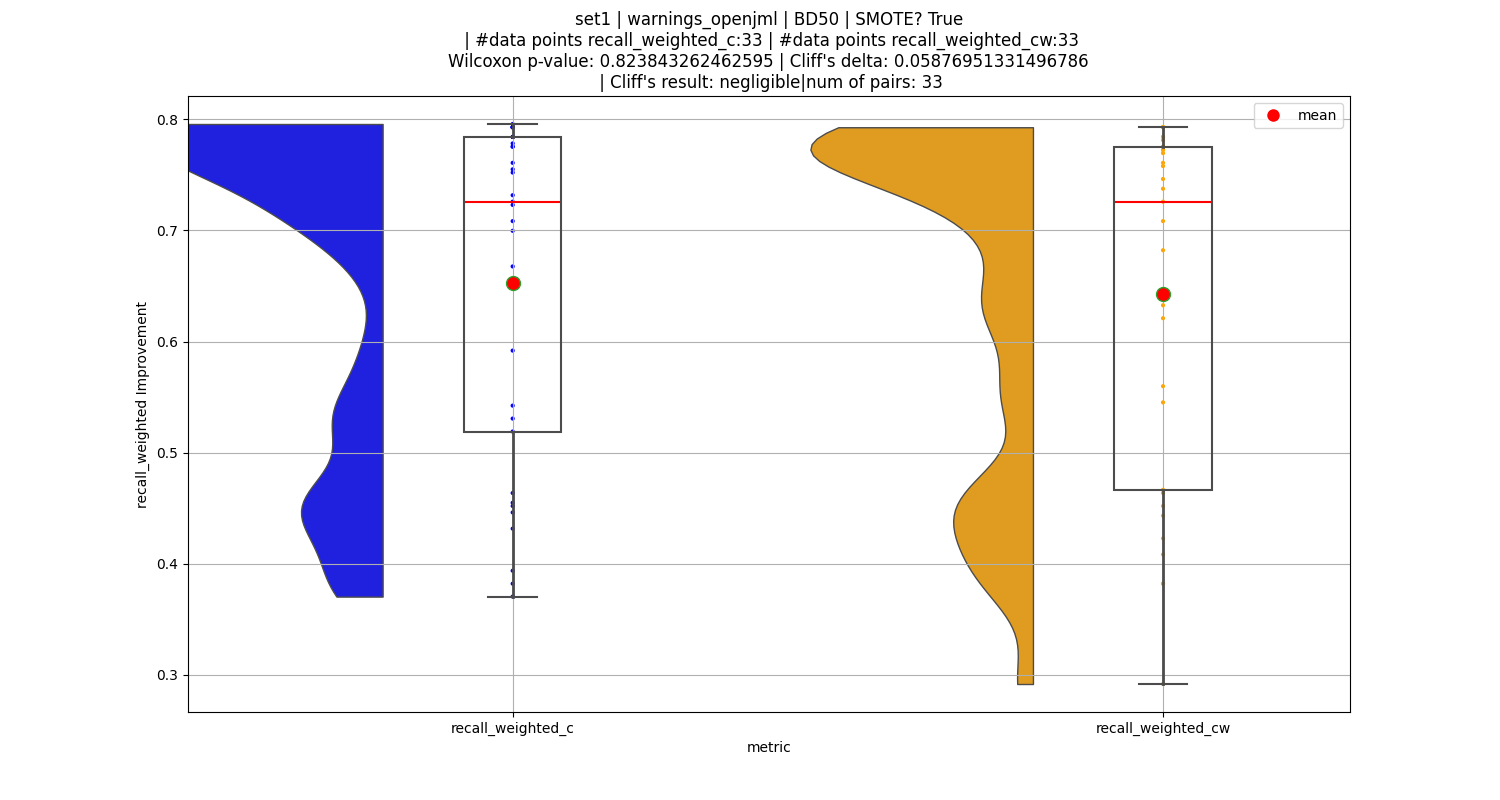 set1 | warnings_openjml | BD50 | SMOTE? True
| #data points recall_weighted_c:33 | #data points recall_weighted_cw:33
Wilcoxon p-value: 0.823843262462595 | Cliff's delta: 0.05876951331496786
| Cliff's result: negligible|num of pairs: 33
mean
0.8
0.7
0.6
0.5
0.4
0.3
recall_weighted Improvement
recall_weighted_c
recall_weighted_cw
metric